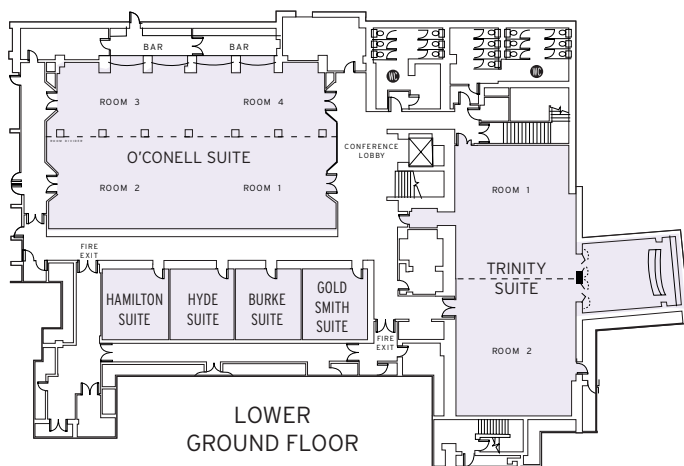 BAR
BAR
WC
WC
ROOM 3
ROOM 4
ROOM DIVIDER
O'CONELL SUITE
CONFERENCE
LOBBY
ROOM 2
ROOM 1
ROOM 1
FIRE
EXIT
TRINITY
SUITE
HAMILTON
SUITE
HYDE
SUITE
BURKE
SUITE
GOLD
SMITH
SUITE
FIRE
EXIT
ROOM 2
LOWER
GROUND FLOOR